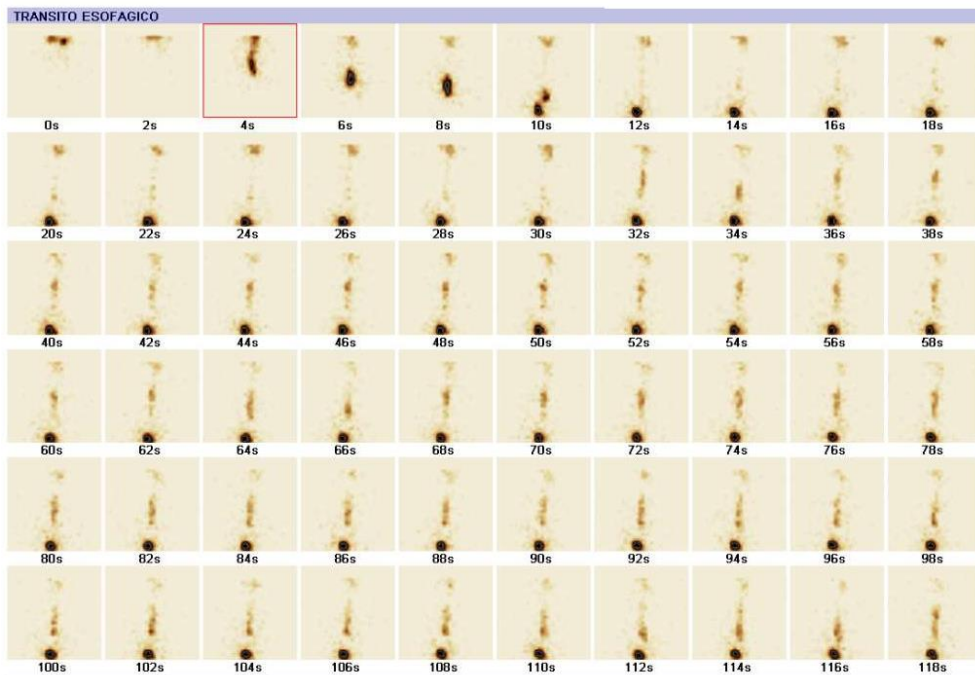 TRANSITO ESOFAGICO
0s 2s 4s 6s 8s 10s 12s 14s 16s 18s
20s 22s 24s 26s 28s 30s 32s 34s 36s 38s
40s 42s 44s 46s 48s 50s 52s 54s 56s 58s
60s 62s 64s 66s 68s 70s 72s 74s 76s 78s
80s 82s 84s 86s 88s 90s 92s 94s 96s 98s
100s 102s 104s 106s 108s 110s 112s 114s 116s 118s